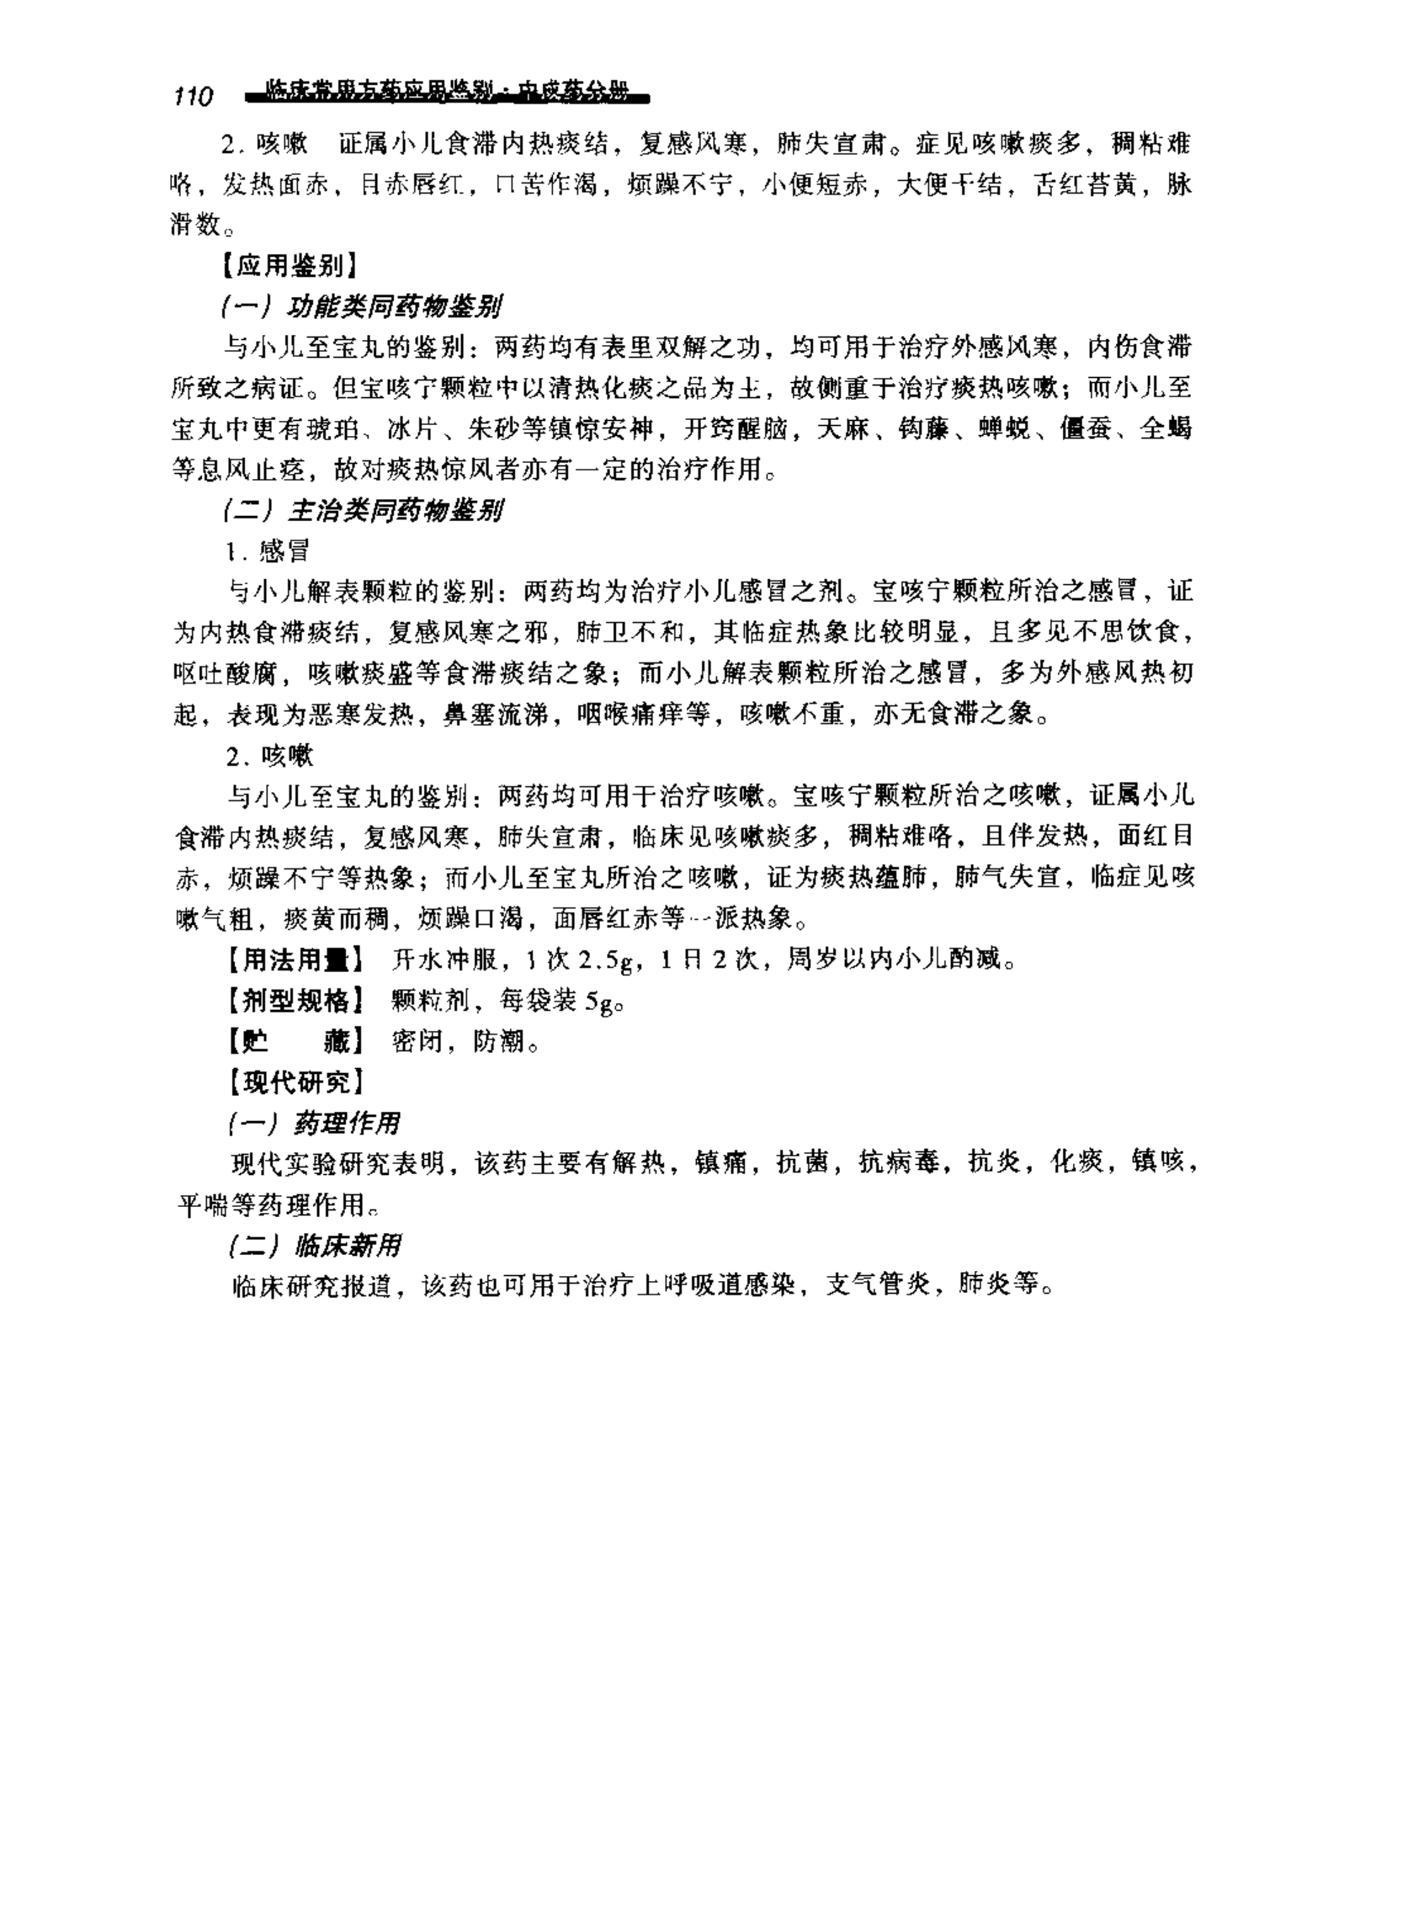 110 临床常用方药应用鉴别：中成药分册
2. 咳嗽 证属小儿食滞内热痰结，复感风寒，肺失宣肃。症见咳嗽痰多，稠粘难
咯，发热面赤，目赤唇红，口苦作渴，烦躁不宁，小便短赤，大便干结，舌红苔黄，脉
滑数。
【应用鉴别】
（一）功能类同药物鉴别
与小儿至宝丸的鉴别：两药均有表里双解之功，均可用于治疗外感风寒，内伤食滞
所致之病证。但宝咳宁颗粒中以清热化痰之品为主，故侧重于治疗痰热咳嗽；而小儿至
宝丸中更有琥珀、冰片、朱砂等镇惊安神，开窍醒脑，天麻、钩藤、蝉蜕、僵蚕、全蝎
等息风止痉，故对痰热惊风者亦有一定的治疗作用。
（二）主治类同药物鉴别
1. 感冒
与小儿解表颗粒的鉴别：两药均为治疗小儿感冒之剂。宝咳宁颗粒所治之感冒，证
为内热食滞痰结，复感风寒之邪，肺卫不和，其临症热象比较明显，且多见不思饮食，
呕吐酸腐，咳嗽痰盛等食滞痰结之象；而小儿解表颗粒所治之感冒，多为外感风热初
起，表现为恶寒发热，鼻塞流涕，咽喉痛痒等，咳嗽不重，亦无食滞之象。
2. 咳嗽
与小儿至宝丸的鉴别：两药均可用于治疗咳嗽。宝咳宁颗粒所治之咳嗽，证属小儿
食滞内热痰结，复感风寒，肺失宣肃，临床见咳嗽痰多，稠粘难咯，且伴发热，面红目
赤，烦躁不宁等热象；而小儿至宝丸所治之咳嗽，证为痰热蕴肺，肺气失宣，临症见咳
嗽气粗，痰黄而稠，烦躁口渴，面唇红赤等一派热象。
【用法用量】 开水冲服，1次2.5g，1日2次，周岁以内小儿酌减。
【剂型规格】 颗粒剂，每袋装5g。
【贮 藏】 密闭，防潮。
【现代研究】
（一）药理作用
现代实验研究表明，该药主要有解热，镇痛，抗菌，抗病毒，抗炎，化痰，镇咳，
平喘等药理作用。
（二）临床新用
临床研究报道，该药也可用于治疗上呼吸道感染，支气管炎，肺炎等。